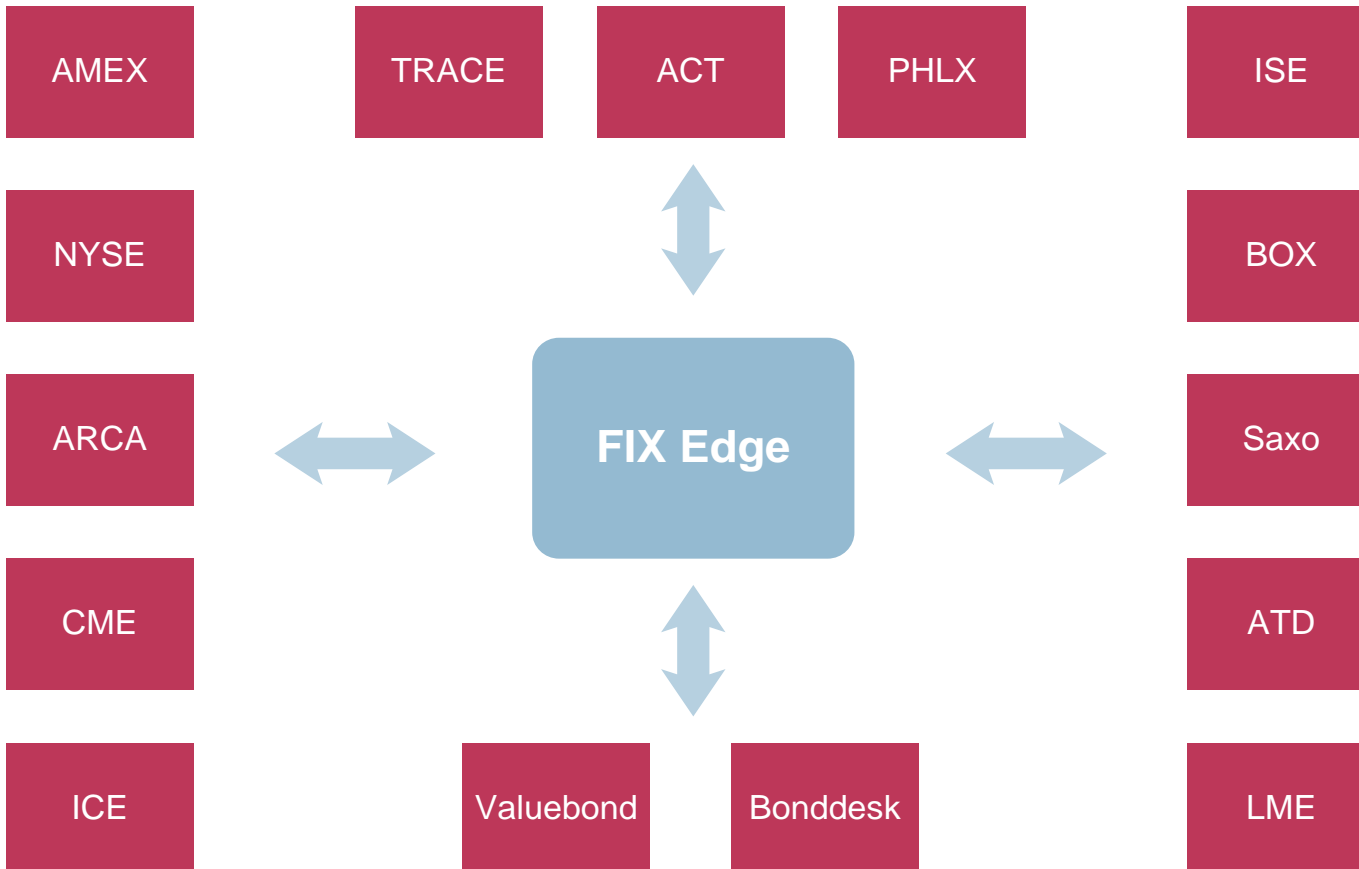 AMEX
TRACE
ACT
PHLX
ISE
NYSE
BOX
ARCA
FIX Edge
Saxo
CME
ATD
ICE
Valuebond
Bonddesk
LME